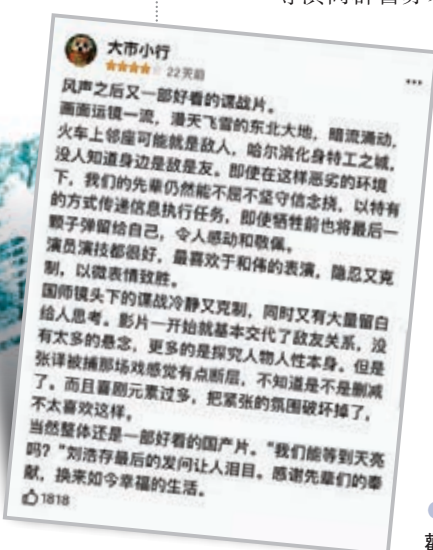 大市小行
22天前
风声之后又一部好看的谍战片。
画面运镜一流，漫天飞雪的东北大地，暗流涌动，
火车上邻座可能就是敌人，哈尔滨化身特工之城，
没人知道身边是敌是友。即使在这样恶劣的环境
下，我们的先辈仍然能不屈不坚守信念挠，以特有
的方式传递信息执行任务，即使牺牲前也将最后一
颗子弹留给自己，令人感动和敬佩。
演员演技都很好，最喜欢于和伟的表演，隐忍又克
制，以微表情致胜。
国师镜头下的谍战冷静又克制，同时又有大量留白
给人思考。影片一开始就基本交代了敌友关系，没
有太多的悬念，更多的是探究人物人性本身。但是
张译被捕那场戏感觉有点断层，不知道是不是删减
了。而且喜剧元素过多，把紧张的氛围破坏掉了，
不太喜欢这样。
当然整体还是一部好看的国产片。“我们能等到天亮
吗？”刘浩存最后的发问让人泪目。感谢先辈们的奉
献，换来如今幸福的生活。
1818